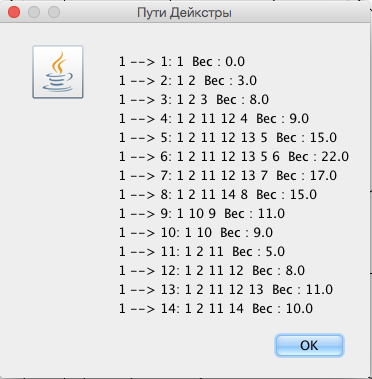 Пути Дейкстры
1 --> 1: 1 Вес : 0.0
1 --> 2: 1 2 Вес : 3.0
1 --> 3: 1 2 3 Вес : 8.0
1 --> 4: 1 2 11 12 4 Вес : 9.0
1 --> 5: 1 2 11 12 13 5 Вес : 15.0
1 --> 6: 1 2 11 12 13 5 6 Вес : 22.0
1 --> 7: 1 2 11 12 13 7 Вес : 17.0
1 --> 8: 1 2 11 14 8 Вес : 15.0
1 --> 9: 1 10 9 Вес : 11.0
1 --> 10: 1 10 Вес : 9.0
1 --> 11: 1 2 11 Вес : 5.0
1 --> 12: 1 2 11 12 Вес : 8.0
1 --> 13: 1 2 11 12 13 Вес : 11.0
1 --> 14: 1 2 11 14 Вес : 10.0
OK